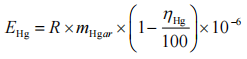 E_Hg = R × m_Hgar × (1 − η_Hg / 100) × 10^−6